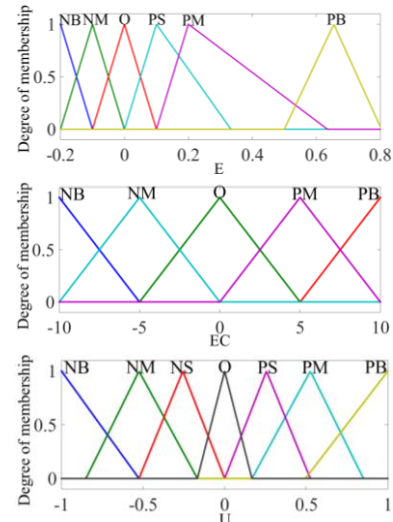 NB NM O PS PM PB
1
0.5
0
Degree of membership
-0.2 0 0.2 0.4 0.6 0.8
E
NB NM O PM PB
1
0.5
0
Degree of membership
-10 -5 0 5 10
EC
NB NM NS O PS PM PB
1
0.5
0
Degree of membership
-1 -0.5 0 0.5 1
U